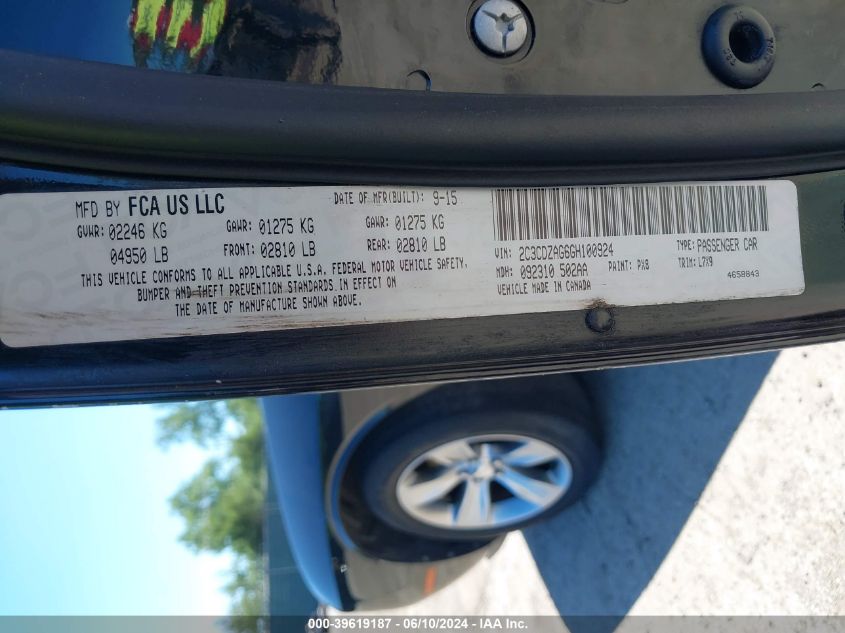 MFD BY FCA US LLC
DATE OF MFR(BUILT): 9-15
GVWR: 02246 KG
GAWR: 01275 KG
GAWR: 01275 KG
04950 LB
FRONT: 02810 LB
REAR: 02810 LB
THIS VEHICLE CONFORMS TO ALL APPLICABLE U.S.A. FEDERAL MOTOR VEHICLE SAFETY,
BUMPER AND THEFT PREVENTION STANDARDS IN EFFECT ON
THE DATE OF MANUFACTURE SHOWN ABOVE.
VIN: 2C3CDZAG6GH100924
TYPE: PASSENGER CAR
MDH: 092310 502AA
PAINT: PX8
TRIM: L7X9
VEHICLE MADE IN CANADA
4658843
000-39619187 - 06/10/2024 - IAA Inc.